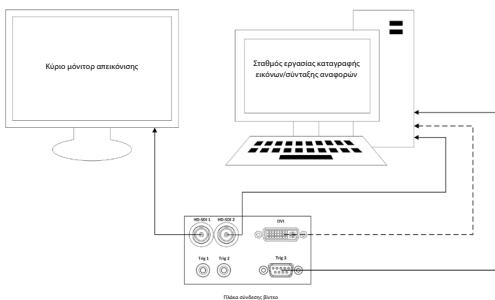 Κύριο μόνιτορ απεικόνισης
Σταθμός εργασίας καταγραφής
εικόνων/σύνταξης αναφορών
HD-SDI 1
HD-SDI 2
DVI
Trig 1
Trig 2
Trig 3
Πλάκα σύνδεσης βίντεο